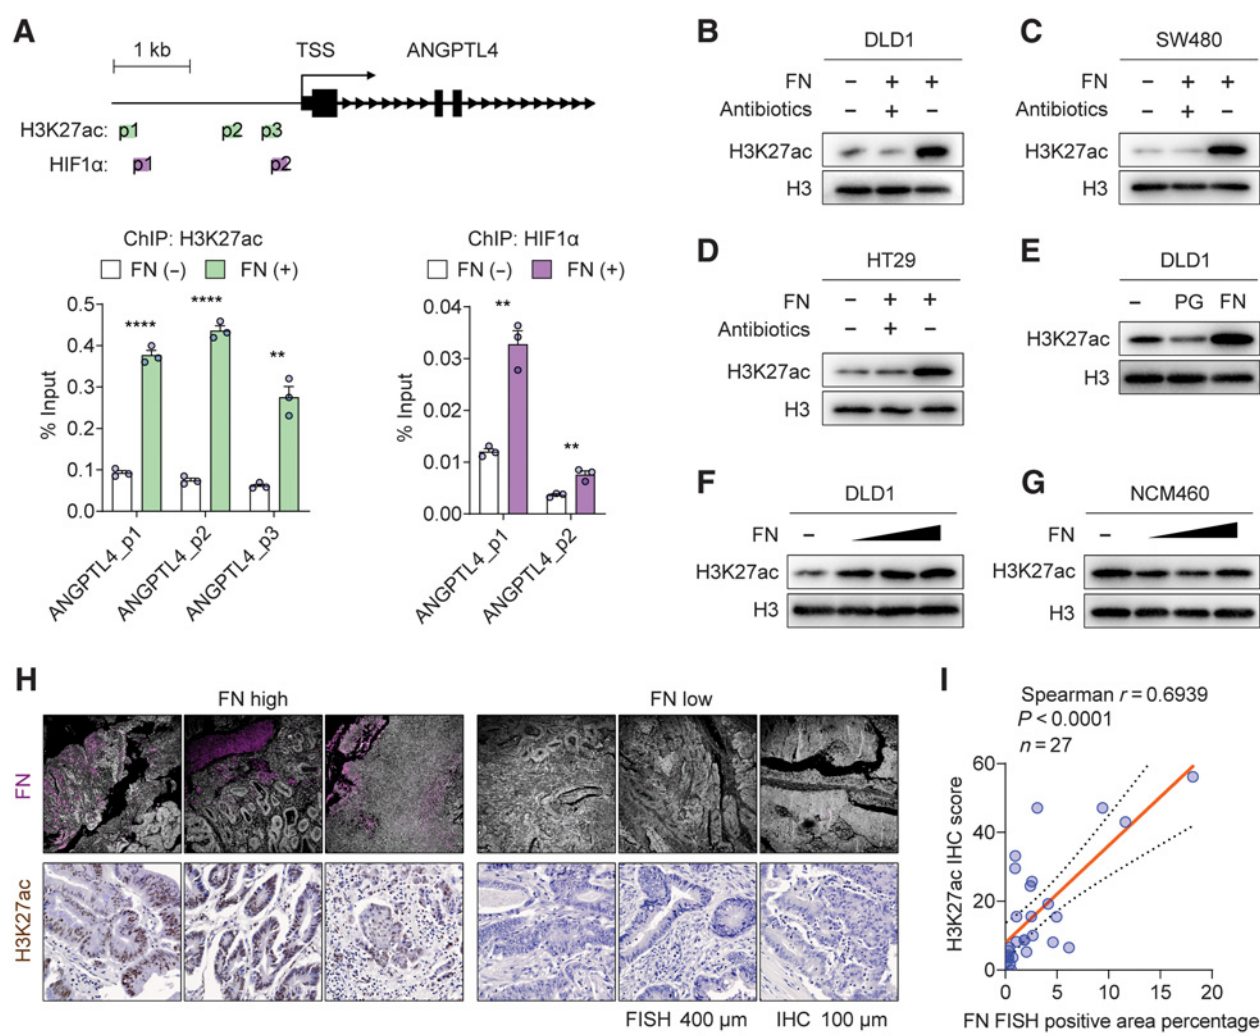 A
1 kb
TSS
ANGPTL4
H3K27ac:
p1
p2
p3
HIF1α:
p1
p2
ChIP: H3K27ac
FN (–)
FN (+)
% Input
0.5
0.4
0.3
0.2
0.1
0.0
****
****
**
ANGPTL4_p1
ANGPTL4_p2
ANGPTL4_p3
ChIP: HIF1α
FN (–)
FN (+)
% Input
0.04
0.03
0.02
0.01
0.00
**
**
ANGPTL4_p1
ANGPTL4_p2
B
DLD1
FN – + +
Antibiotics – + –
H3K27ac
H3
C
SW480
FN – + +
Antibiotics – + –
H3K27ac
H3
D
HT29
FN – + +
Antibiotics – + –
H3K27ac
H3
E
DLD1
– PG FN
H3K27ac
H3
F
DLD1
FN –
H3K27ac
H3
G
NCM460
FN –
H3K27ac
H3
H
FN high
FN low
FN
H3K27ac
FISH 400 μm
IHC 100 μm
I
Spearman r = 0.6939
P < 0.0001
n = 27
H3K27ac IHC score
60
40
20
0
0 5 10 15 20
FN FISH positive area percentage